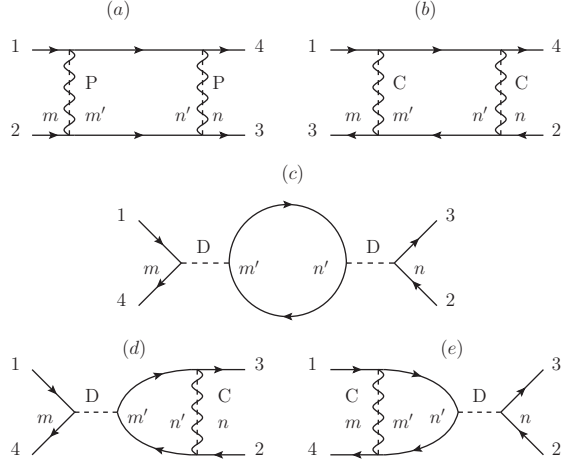 (a) (b)
1 4 1 4
P P C C
m m′ n′ n m m′ n′ n
2 3 3 2
(c)
1 3
D D
m m′ n′ n
4 2
(d) (e)
1 3 1 3
D C C D
m m′ n′ n m m′ n′ n
4 2 4 2